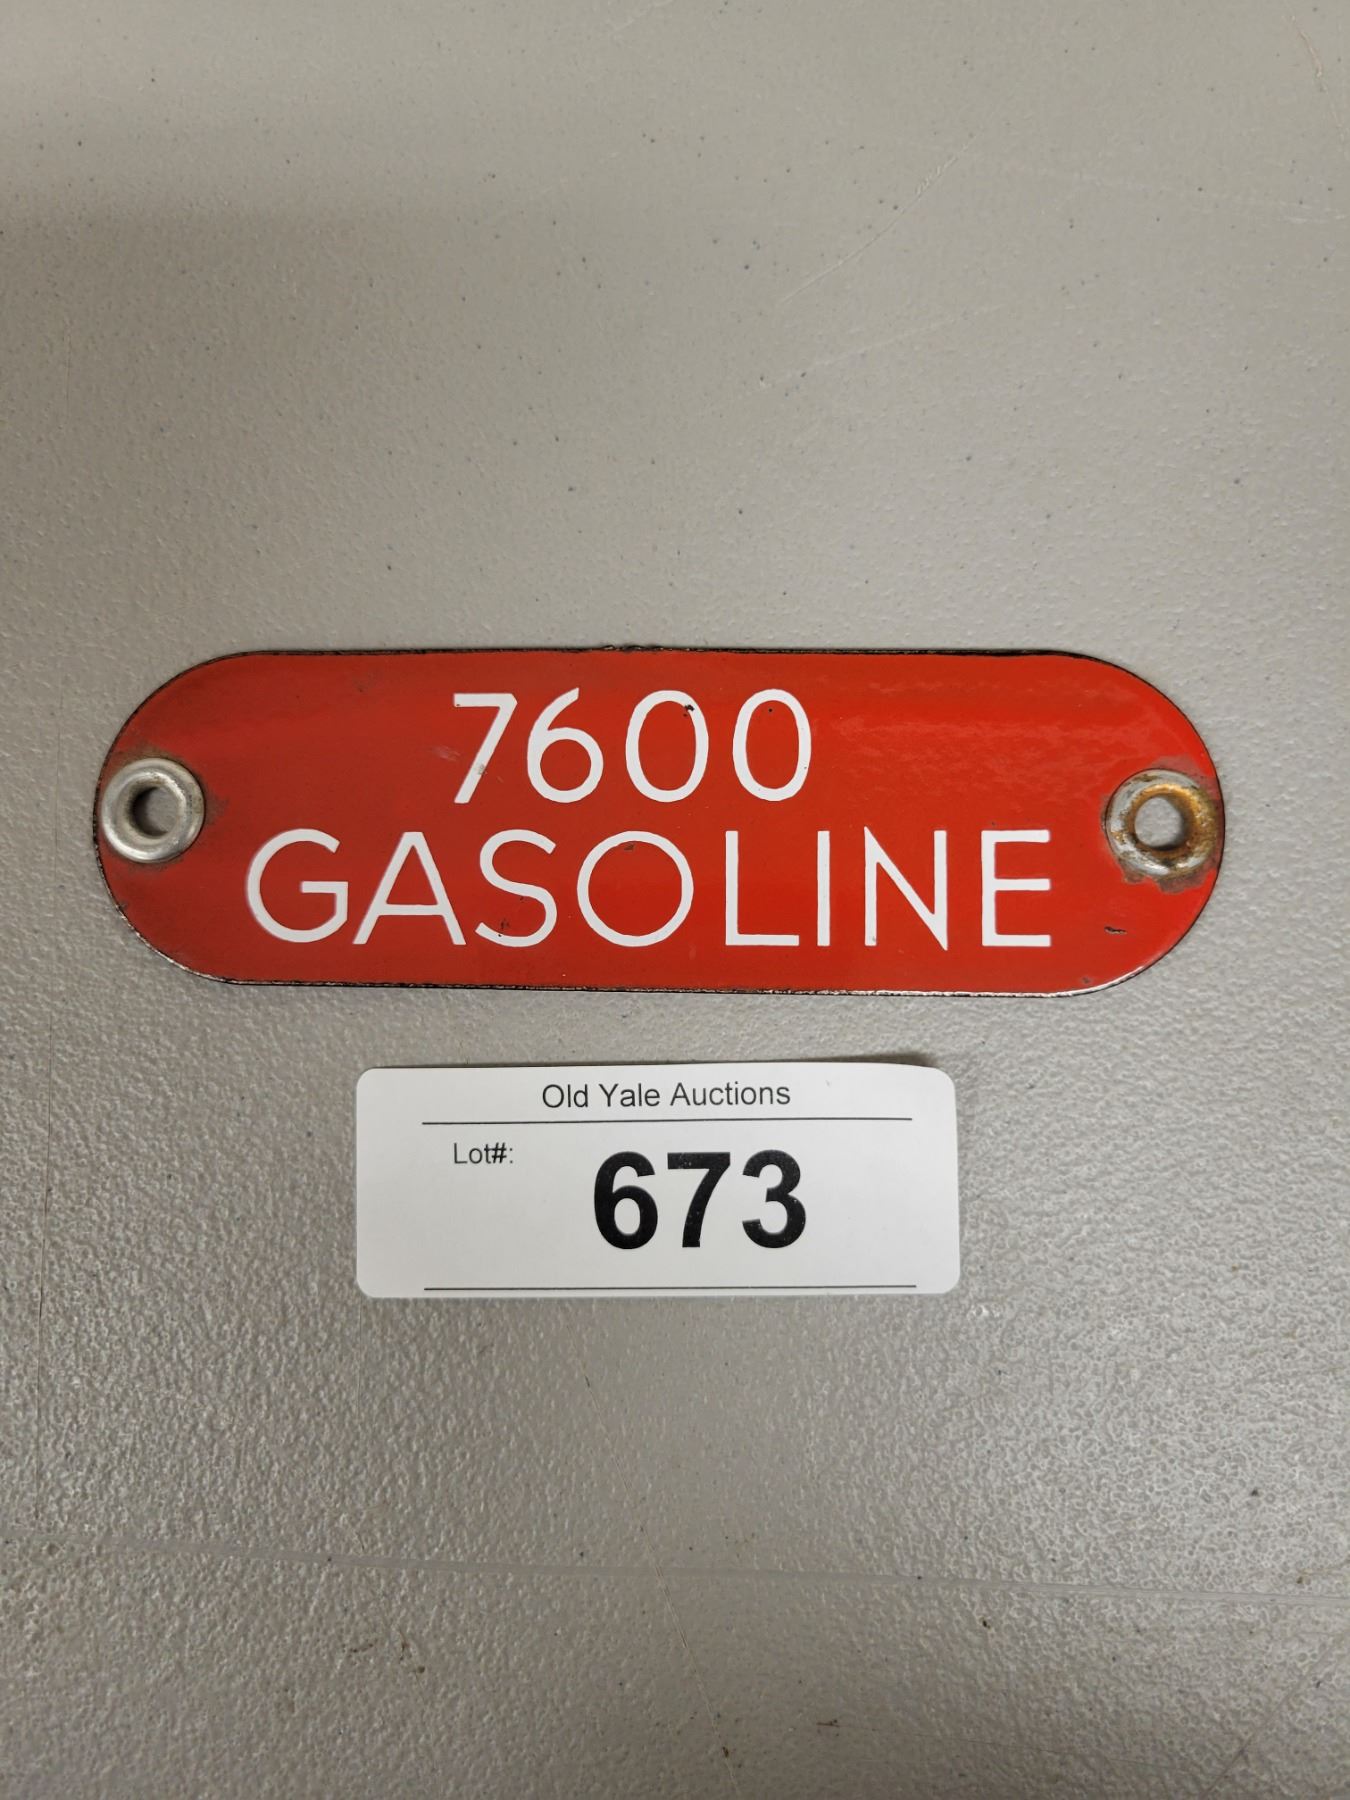 7600
GASOLINE
Old Yale Auctions
Lot#:
673